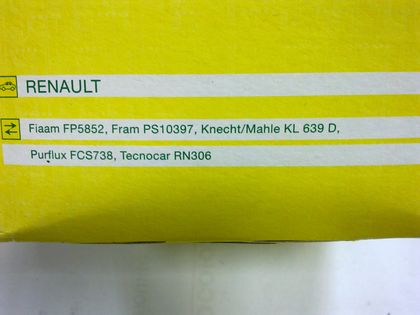 RENAULT
Fiaam FP5852, Fram PS10397, Knecht/Mahle KL 639 D,
Purflux FCS738, Tecnocar RN306